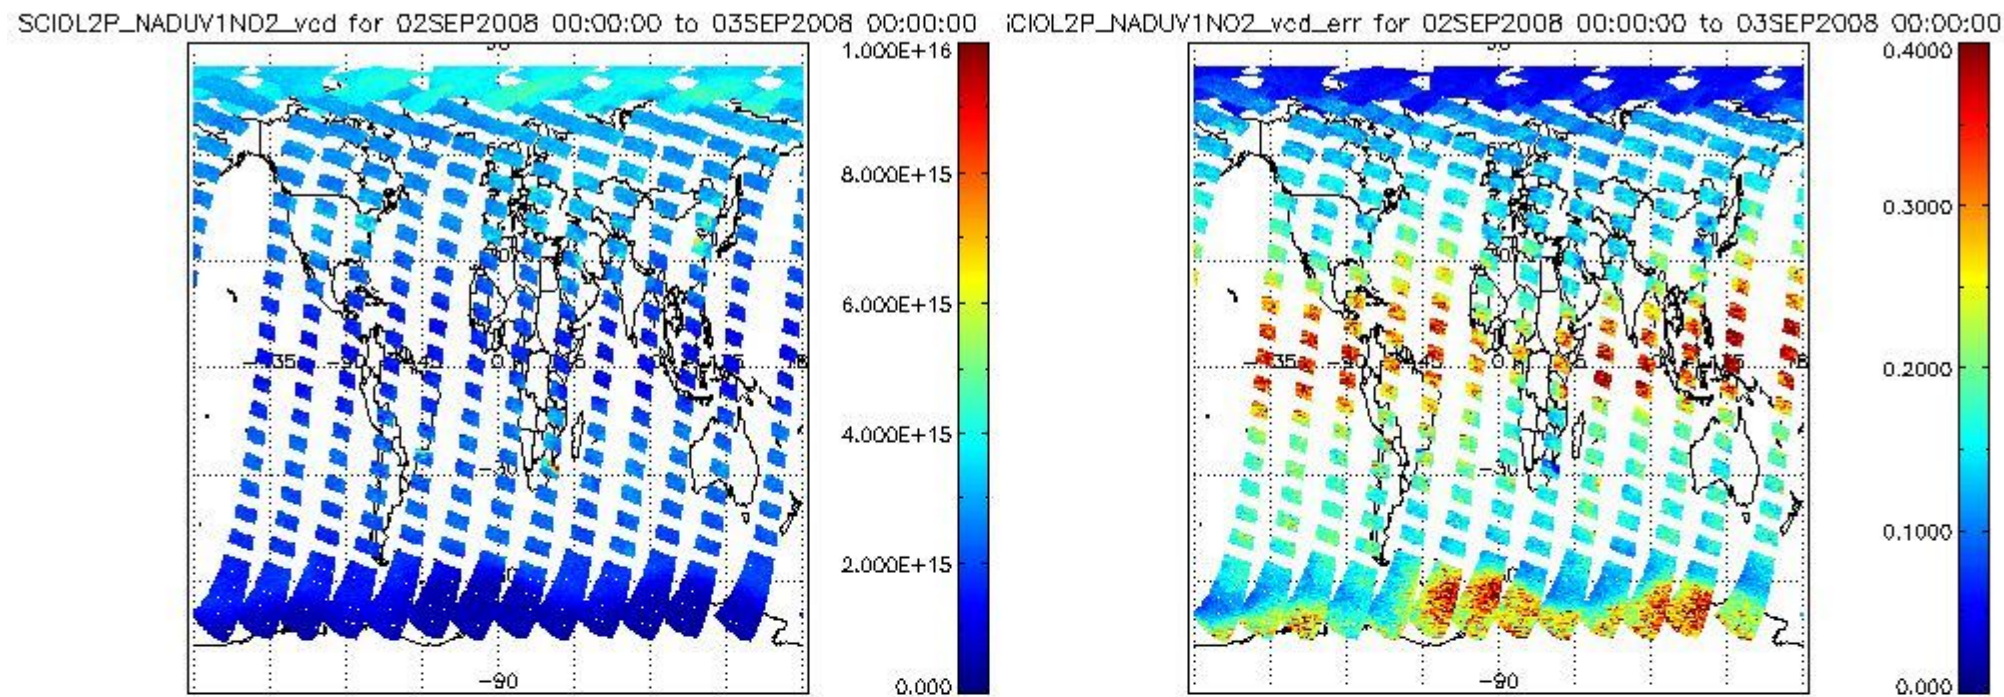 SCIOL2P_NADUV1NO2_vcd for 02SEP2008 00:00:00 to 03SEP2008 00:00:00
1.000E+16
8.000E+15
6.000E+15
4.000E+15
2.000E+15
0.000
-90
iCIOL2P_NADUV1NO2_vcd_err for 02SEP2008 00:00:00 to 03SEP2008 00:00:00
0.4000
0.3000
0.2000
0.1000
0.000
-90